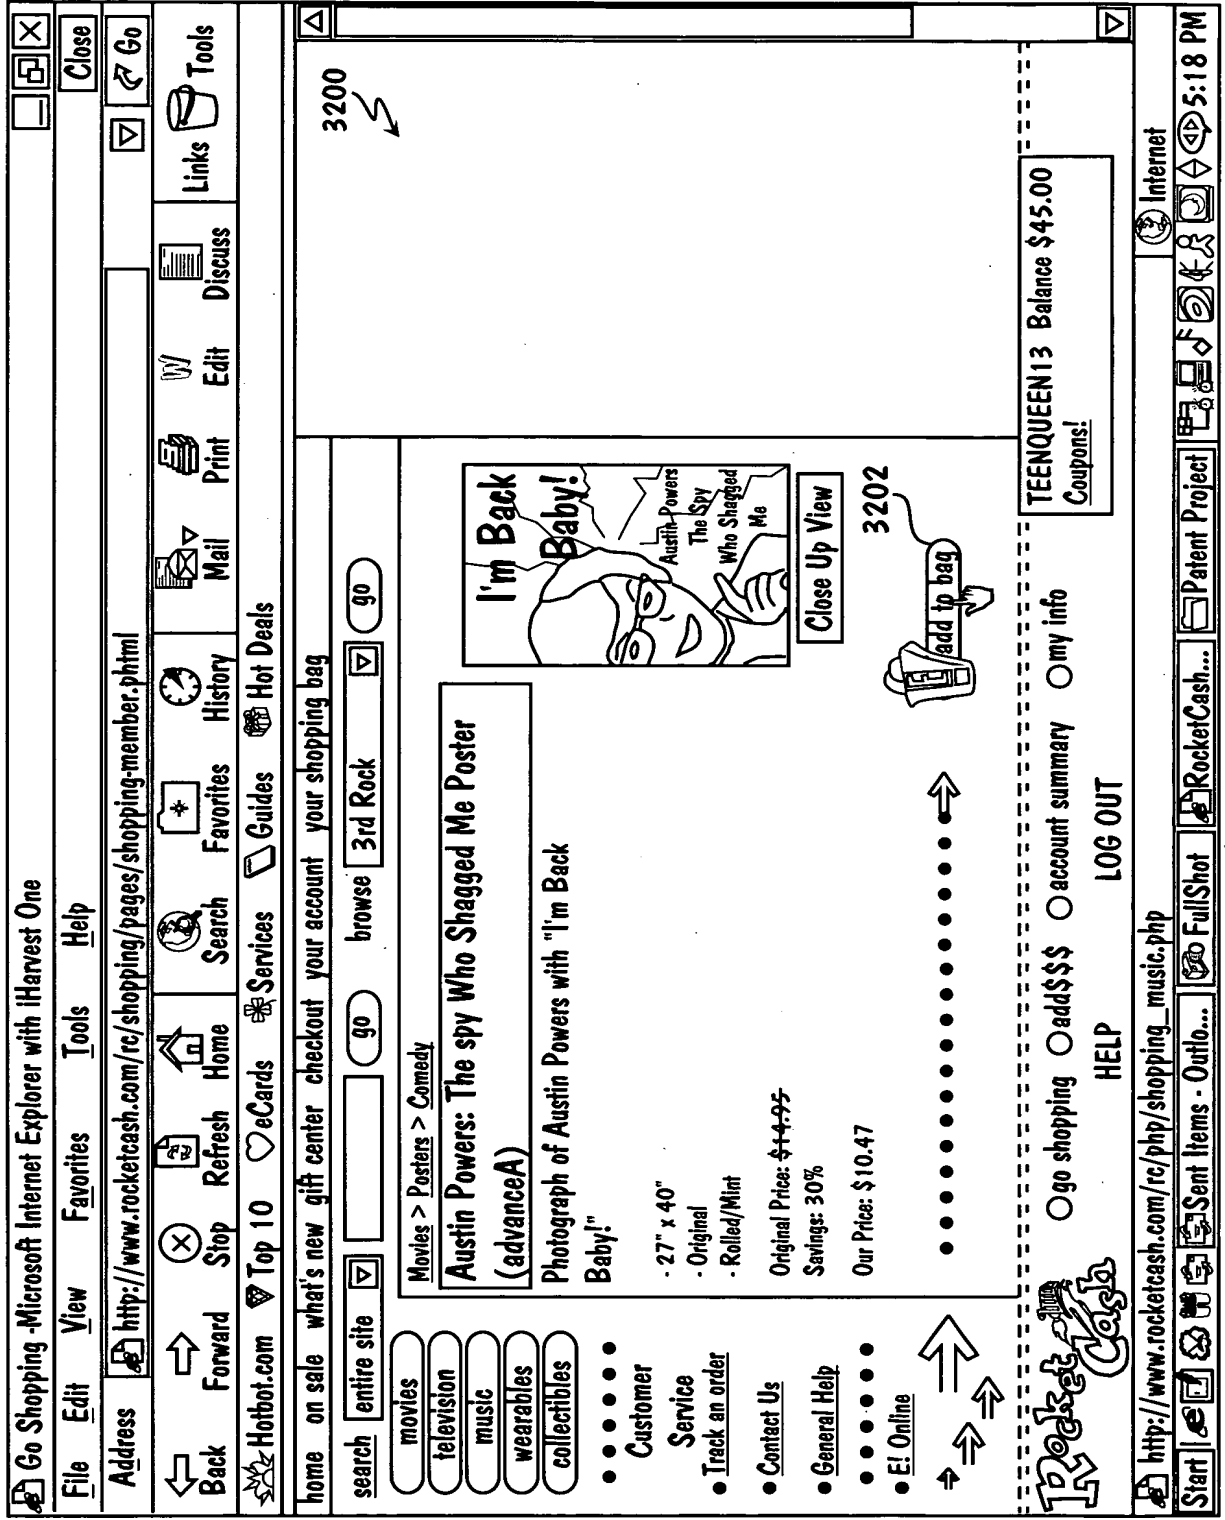 Go Shopping -Microsoft Internet Explorer with iHarvest One
File Edit View Favorites Tools Help Close
Address http://www.rocketcash.com/rc/shopping/pages/shopping-member.phtml Go
Back Forward Stop Refresh Home Search Favorites History Mail Print Edit Discuss Links Tools
Hotbot.com Top 10 eCards Services Guides Hot Deals
home on sale what's new gift center checkout your account your shopping bag
search entire site go browse 3rd Rock go
3200
movies
television
music
wearables
collectibles
Customer
Service
Track an order
Contact Us
General Help
E! Online
Movies > Posters > Comedy
Austin Powers: The spy Who Shagged Me Poster
(advanceA)
Photograph of Austin Powers with "I'm Back
Baby!"
- 27" x 40"
- Original
- Rolled/Mint
Original Price: $14.95
Savings: 30%
Our Price: $10.47
I'm Back
Baby!
Austin Powers
The Spy
Who Shagged
Me
Close Up View
3202
add to bag
E!
Rocket
Cash
go shopping add$$$ account summary my info
HELP LOG OUT
TEENQUEEN13 Balance $45.00
Coupons!
http://www.rocketcash.com/rc/php/shopping_music.php Internet
Start Sent Items - Outlo... FullShot RocketCash... Patent Project 5:18 PM